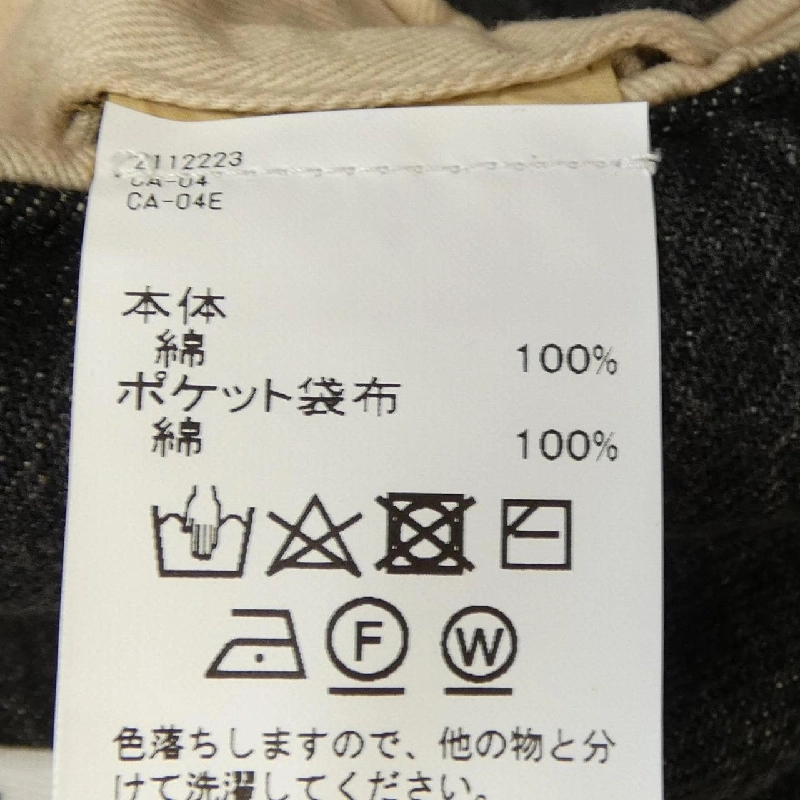 2112223
CA-04
CA-04E
本体
綿 100%
ポケット袋布
綿 100%
F W
色落ちしますので、他の物と分
けて洗濯してください。